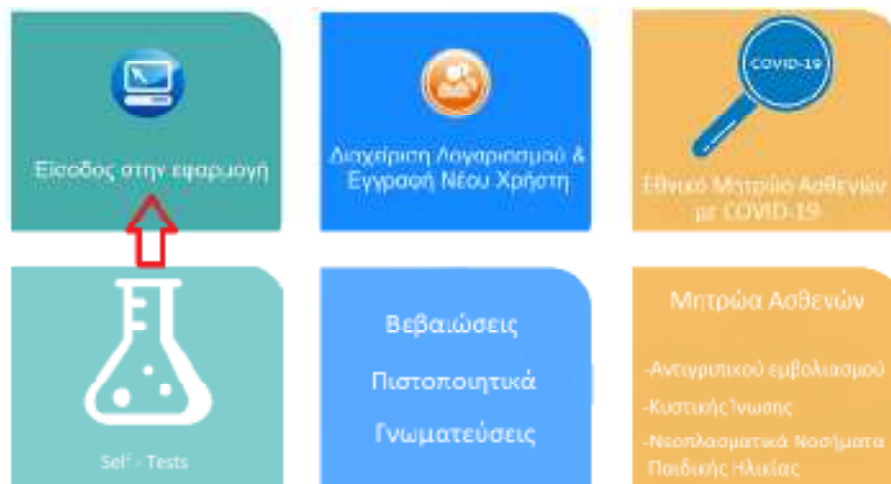 COVID-19
Είσοδος στην εφαρμογή
Διαχείριση Λογαριασμού &
Εγγραφή Νέου Χρήστη
Εθνικό Μητρώο Ασθενών
με COVID-19
Self - Tests
Βεβαιώσεις
Πιστοποιητικά
Γνωματεύσεις
Μητρώα Ασθενών
-Αντιγριπικού εμβολιασμού
-Κυστικής Ίνωσης
-Νεοπλασματικά Νοσήματα
Παιδικής Ηλικίας